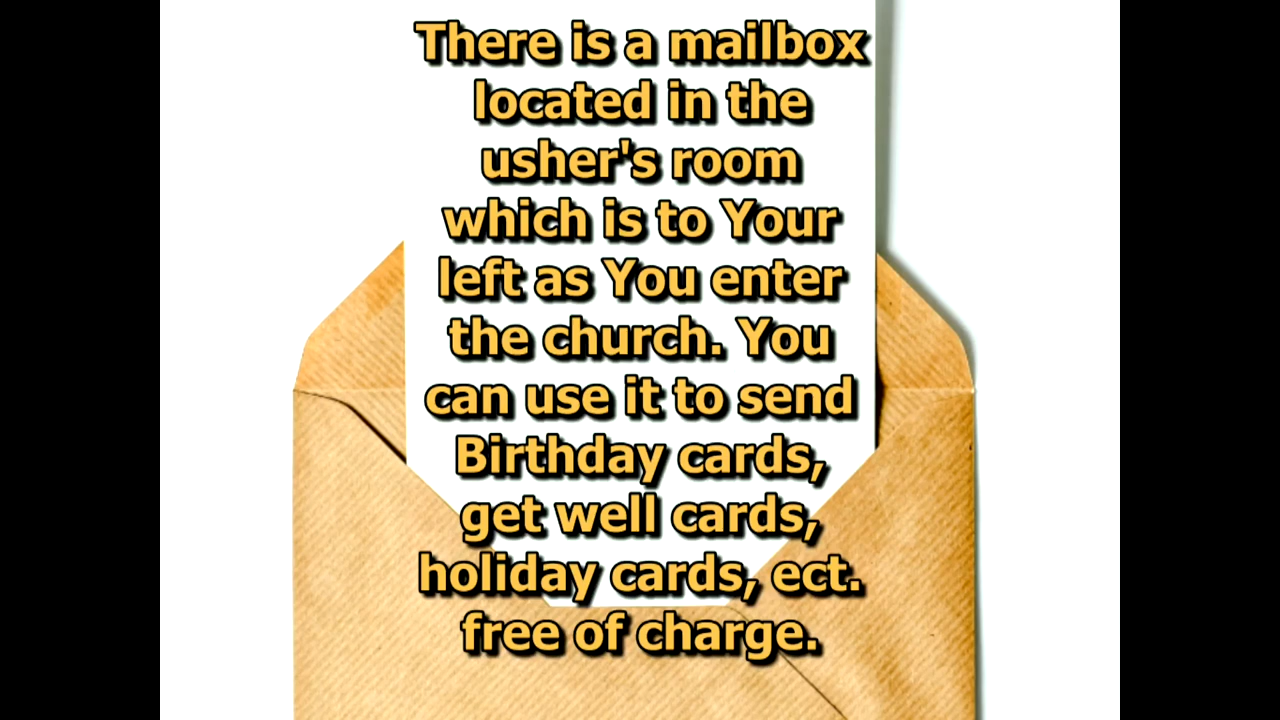 There is a mailbox
located in the
usher's room
which is to Your
left as You enter
the church. You
can use it to send
Birthday cards,
get well cards,
holiday cards, ect.
free of charge.